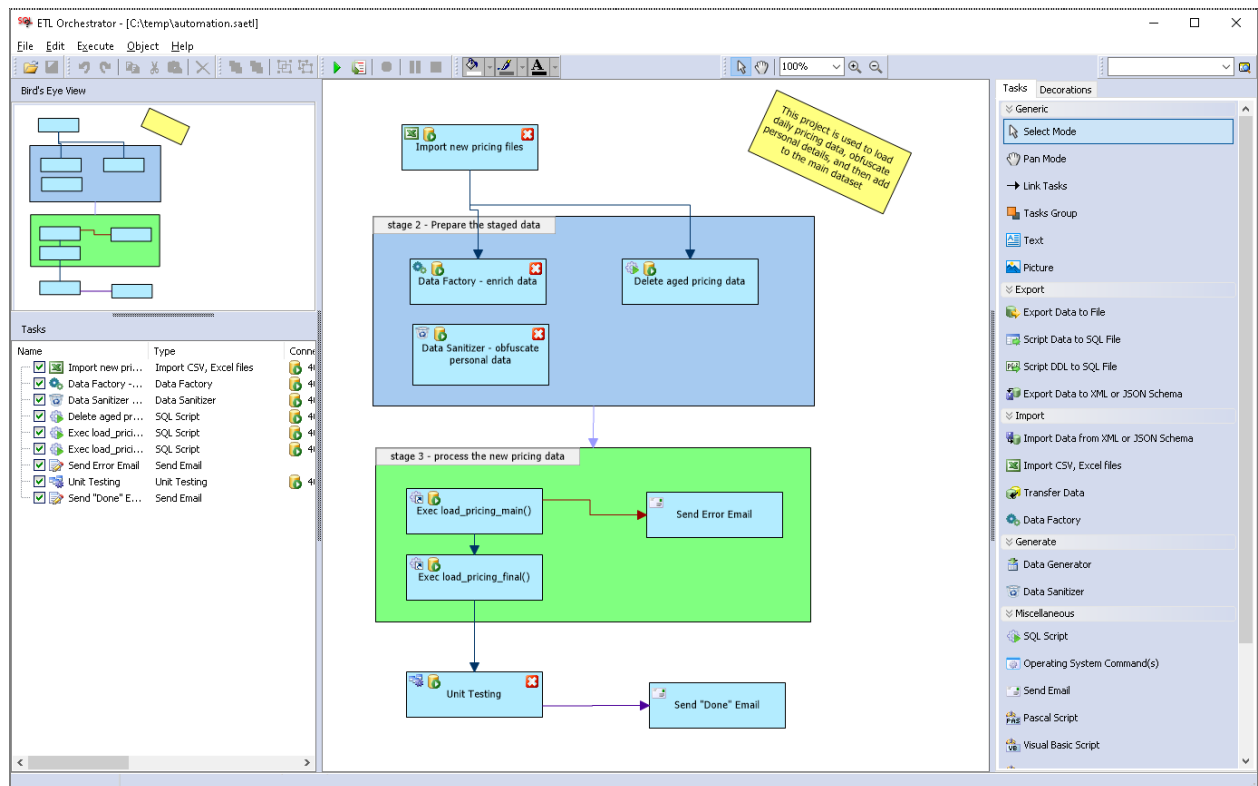 ETL Orchestrator - [C:\temp\automation.saetl]
File Edit Execute Object Help
100%
Bird's Eye View
Tasks
Name Type Conne
Import new pri... Import CSV, Excel files
Data Factory -... Data Factory
Data Sanitizer ... Data Sanitizer
Delete aged pr... SQL Script
Exec load_prici... SQL Script
Exec load_prici... SQL Script
Send Error Email Send Email
Unit Testing Unit Testing
Send "Done" E... Send Email
Import new pricing files
This project is used to load
daily pricing data, obfuscate
personal details, and then add
to the main dataset
stage 2 - Prepare the staged data
Data Factory - enrich data
Delete aged pricing data
Data Sanitizer - obfuscate
personal data
stage 3 - process the new pricing data
Exec load_pricing_main()
Send Error Email
Exec load_pricing_final()
Unit Testing
Send "Done" Email
Tasks Decorations
Generic
Select Mode
Pan Mode
Link Tasks
Tasks Group
Text
Picture
Export
Export Data to File
Script Data to SQL File
Script DDL to SQL File
Export Data to XML or JSON Schema
Import
Import Data from XML or JSON Schema
Import CSV, Excel files
Transfer Data
Data Factory
Generate
Data Generator
Data Sanitizer
Miscellaneous
SQL Script
Operating System Command(s)
Send Email
Pascal Script
Visual Basic Script